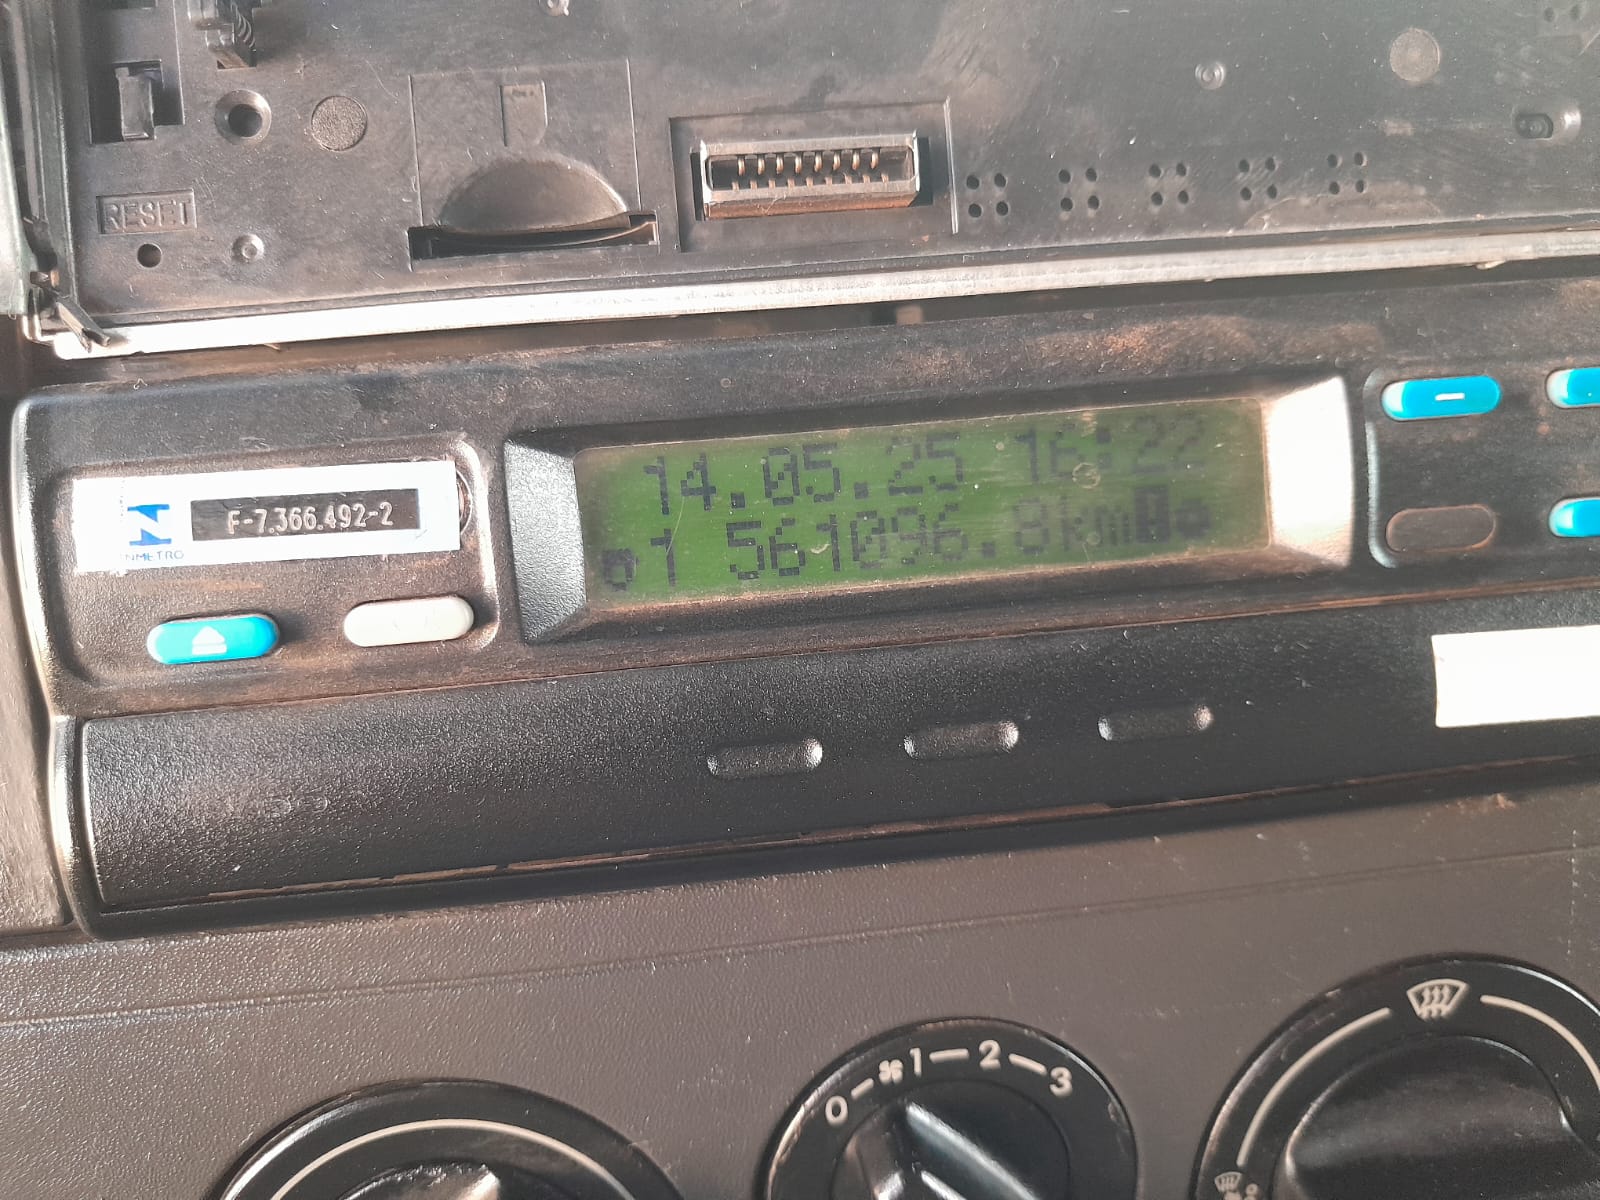 RESET
14.05.25 16:22
1 561096.8km
F-7.366.492-2
INMETRO
0 1 2 3